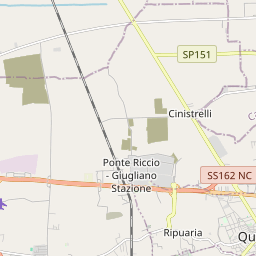 SP151
Cinistrelli
Ponte Riccio
- Giugliano
Stazione
SS162 NC
Ripuaria
Qu